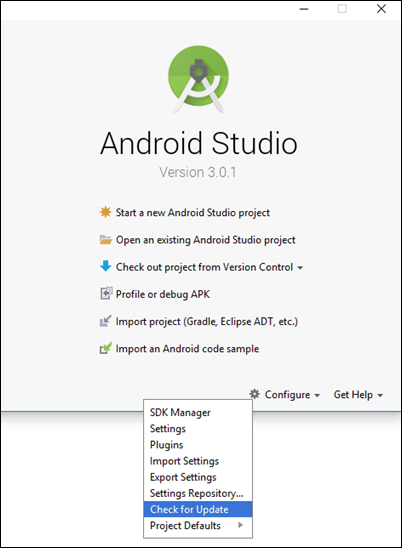 Android Studio
Version 3.0.1
Start a new Android Studio project
Open an existing Android Studio project
Check out project from Version Control
Profile or debug APK
Import project (Gradle, Eclipse ADT, etc.)
Import an Android code sample
Configure Get Help
SDK Manager
Settings
Plugins
Import Settings
Export Settings
Settings Repository...
Check for Update
Project Defaults